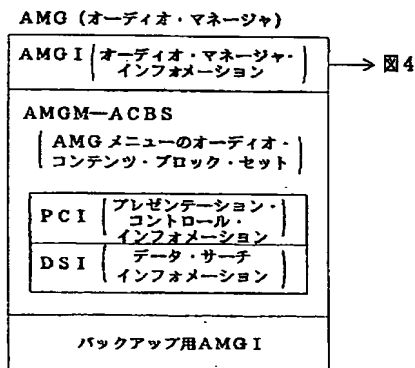 AMG (オーディオ・マネージャ)
AMGI (オーディオ・マネージャ・
インフォメーション)
図4
AMGM—ACBS
(AMGメニューのオーディオ・
コンテンツ・ブロック・セット)
PCI (プレゼンテーション・
コントロール・
インフォメーション)
DSI (データ・サーチ
インフォメーション)
バックアップ用AMGI